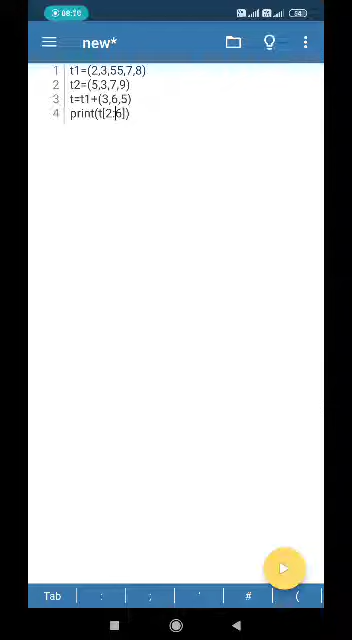 new*
1 t1=(2,3,55,7,8)
2 t2=(5,3,7,9)
3 t=t1+(3,6,5)
4 print(t[2:6])
Tab : ; ' # (